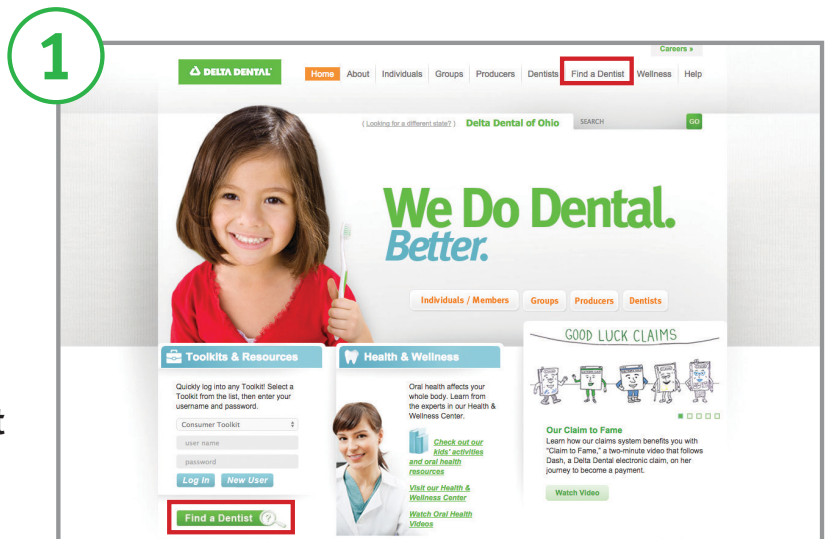 1
Careers »
DELTA DENTAL
Home About Individuals Groups Producers Dentists Find a Dentist Wellness Help
( Looking for a different state? ) Delta Dental of Ohio SEARCH GO
We Do Dental.
Better.
Individuals / Members Groups Producers Dentists
GOOD LUCK CLAIMS
Toolkits & Resources
Quickly log into any Toolkit! Select a
Toolkit from the list, then enter your
username and password.
Consumer Toolkit
user name
password
Log In New User
Find a Dentist ?
Health & Wellness
Oral health affects your
whole body. Learn from
the experts in our Health &
Wellness Center.
Check out our
kids' activities
and oral health
resources
Visit our Health &
Wellness Center
Watch Oral Health
Videos
Our Claim to Fame
Learn how our claims system benefits you with
"Claim to Fame," a two-minute video that follows
Dash, a Delta Dental electronic claim, on her
journey to become a payment.
Watch Video
t